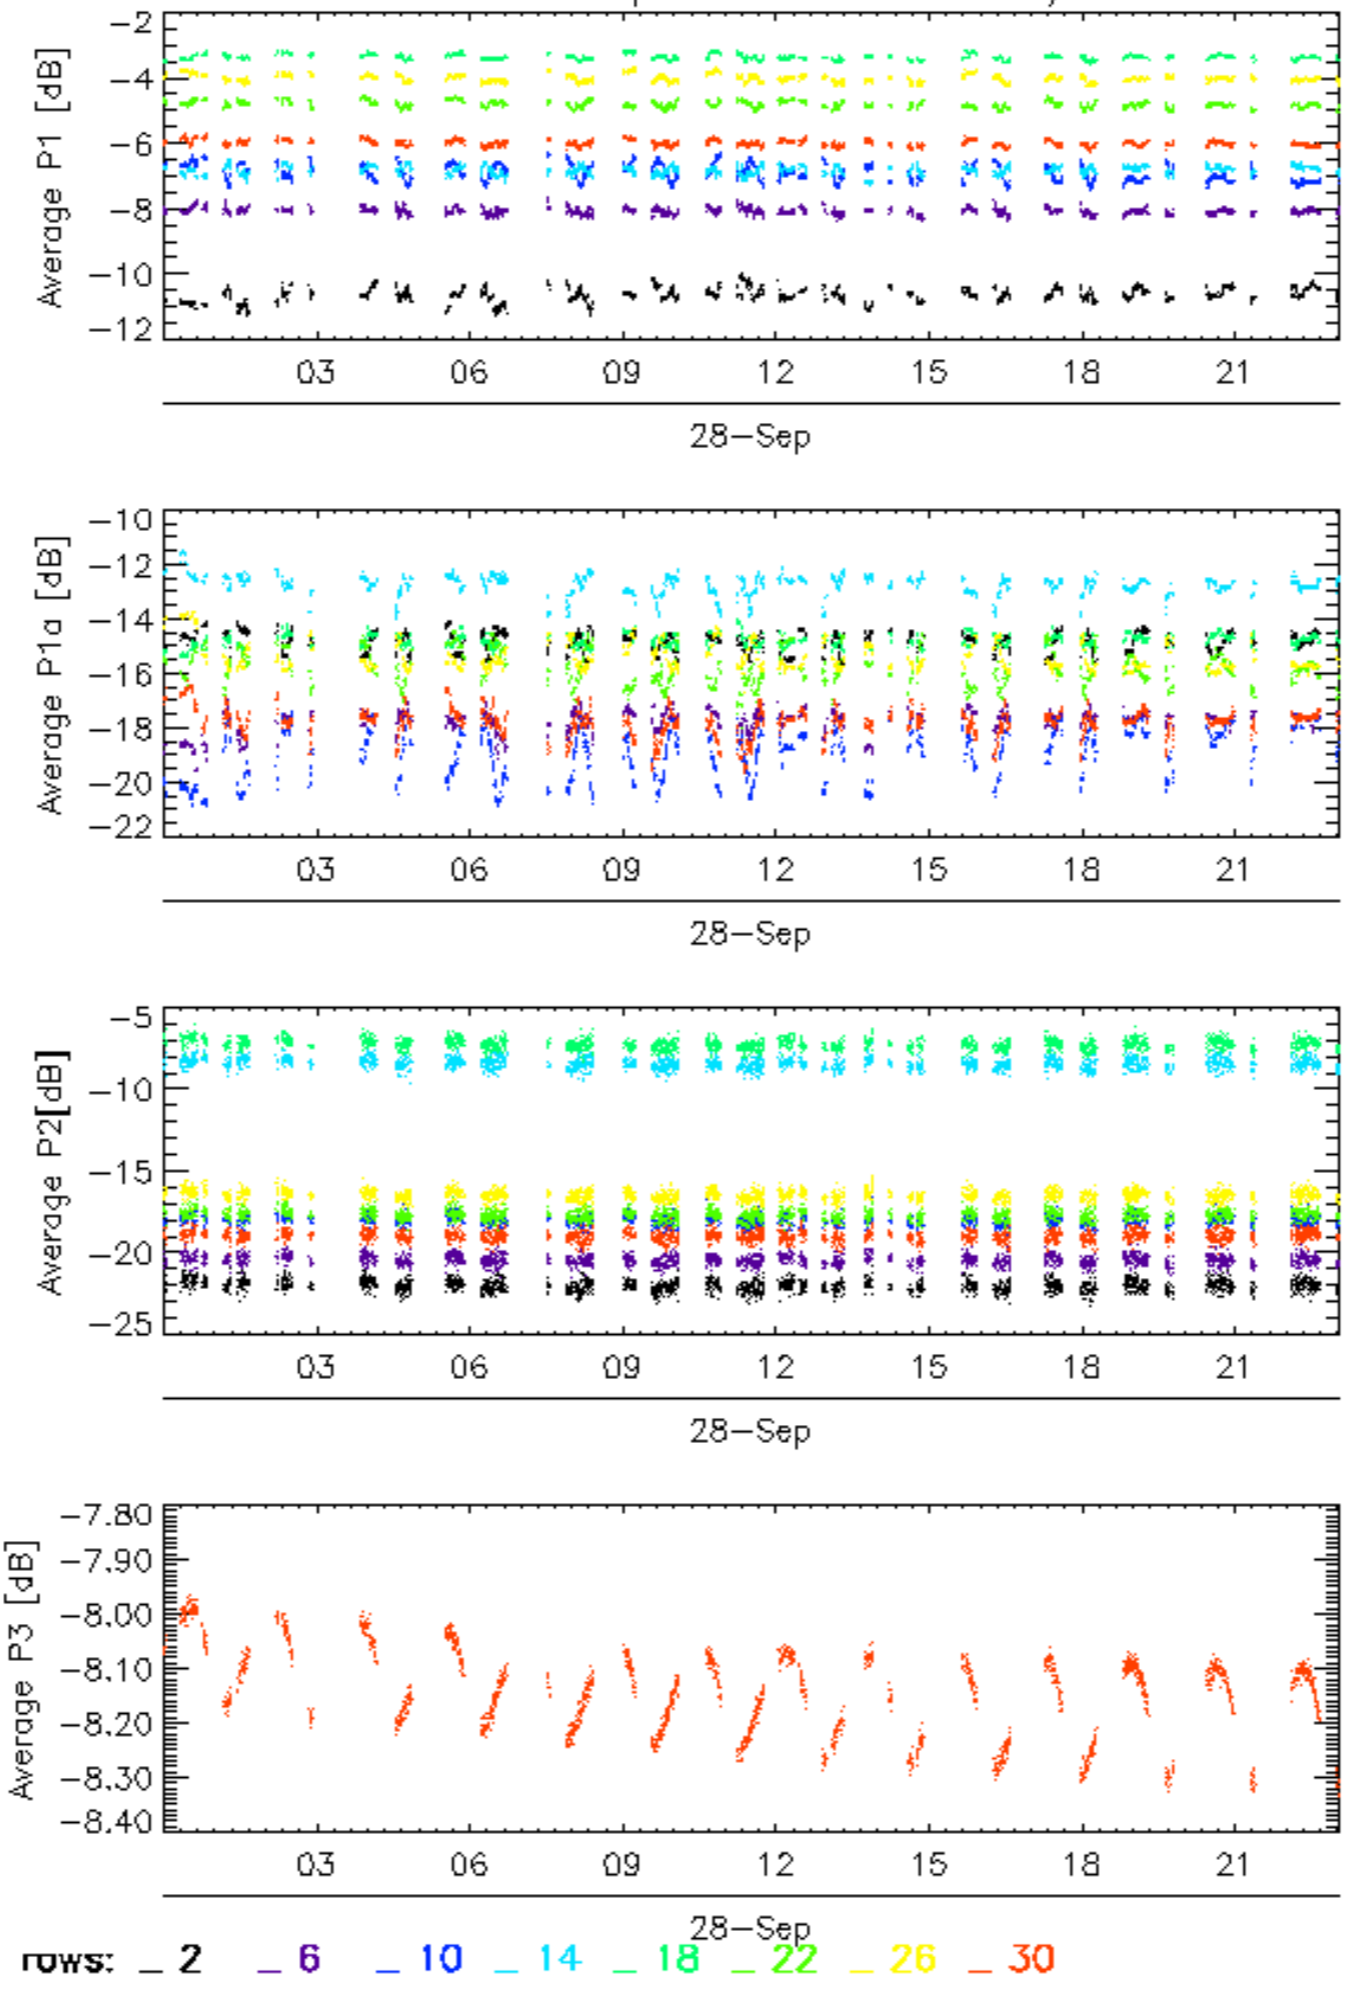 Average P1 [dB]
−2
−4
−6
−8
−10
−12
03 06 09 12 15 18 21
28−Sep
Average P1a [dB]
−10
−12
−14
−16
−18
−20
−22
03 06 09 12 15 18 21
28−Sep
Average P2[dB]
−5
−10
−15
−20
−25
03 06 09 12 15 18 21
28−Sep
Average P3 [dB]
−7.80
−7.90
−8.00
−8.10
−8.20
−8.30
−8.40
03 06 09 12 15 18 21
28−Sep
rows: _ 2 _ 6 _ 10 _ 14 _ 18 _ 22 _ 26 _ 30